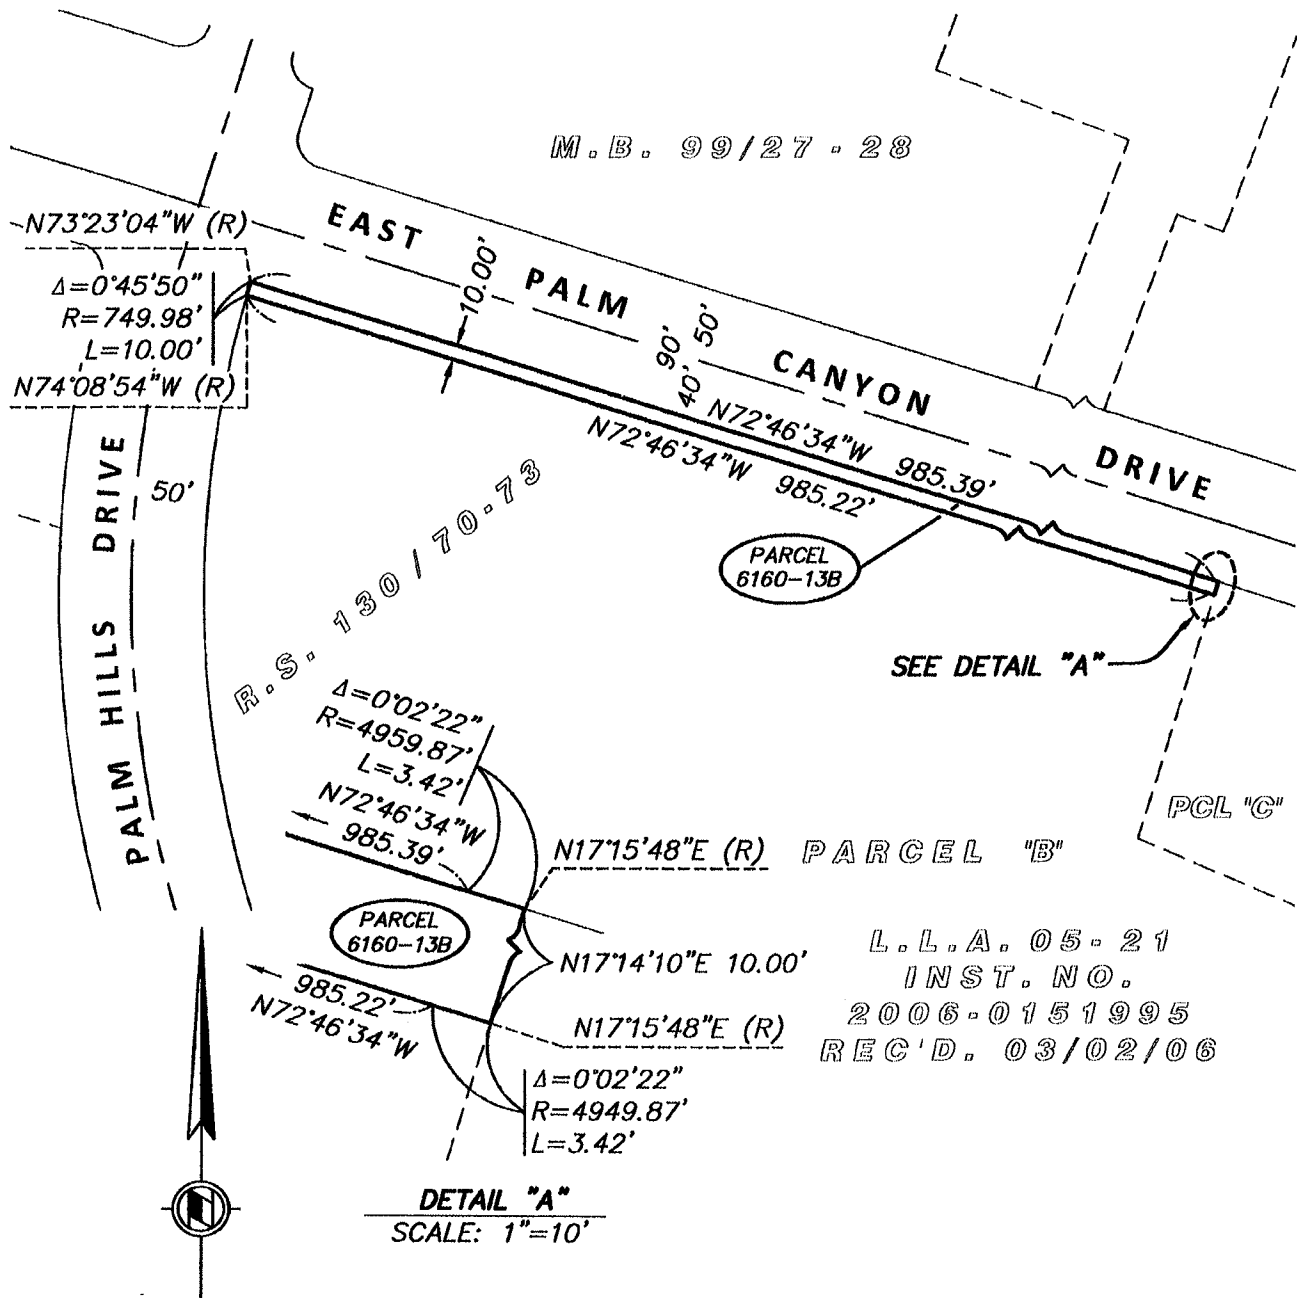 M.B. 99/27-28
EAST PALM CANYON DRIVE
N73°23'04"W (R)
Δ=0°45'50"
R=749.98'
L=10.00'
N74°08'54"W (R)
10.00'
90'
50'
40'
N72°46'34"W 985.39'
N72°46'34"W 985.22'
PALM HILLS DRIVE
50'
R.S. 130/70-73
PARCEL
6160-13B
SEE DETAIL "A"
Δ=0°02'22"
R=4959.87'
L=3.42'
N72°46'34"W
985.39'
N17°15'48"E (R)
PARCEL "B"
PCL "C"
PARCEL
6160-13B
N17°14'10"E 10.00'
L.L.A. 05-21
INST. NO.
2006-0151995
REC'D. 03/02/06
985.22'
N72°46'34"W
N17°15'48"E (R)
Δ=0°02'22"
R=4949.87'
L=3.42'
DETAIL "A"
SCALE: 1"=10'